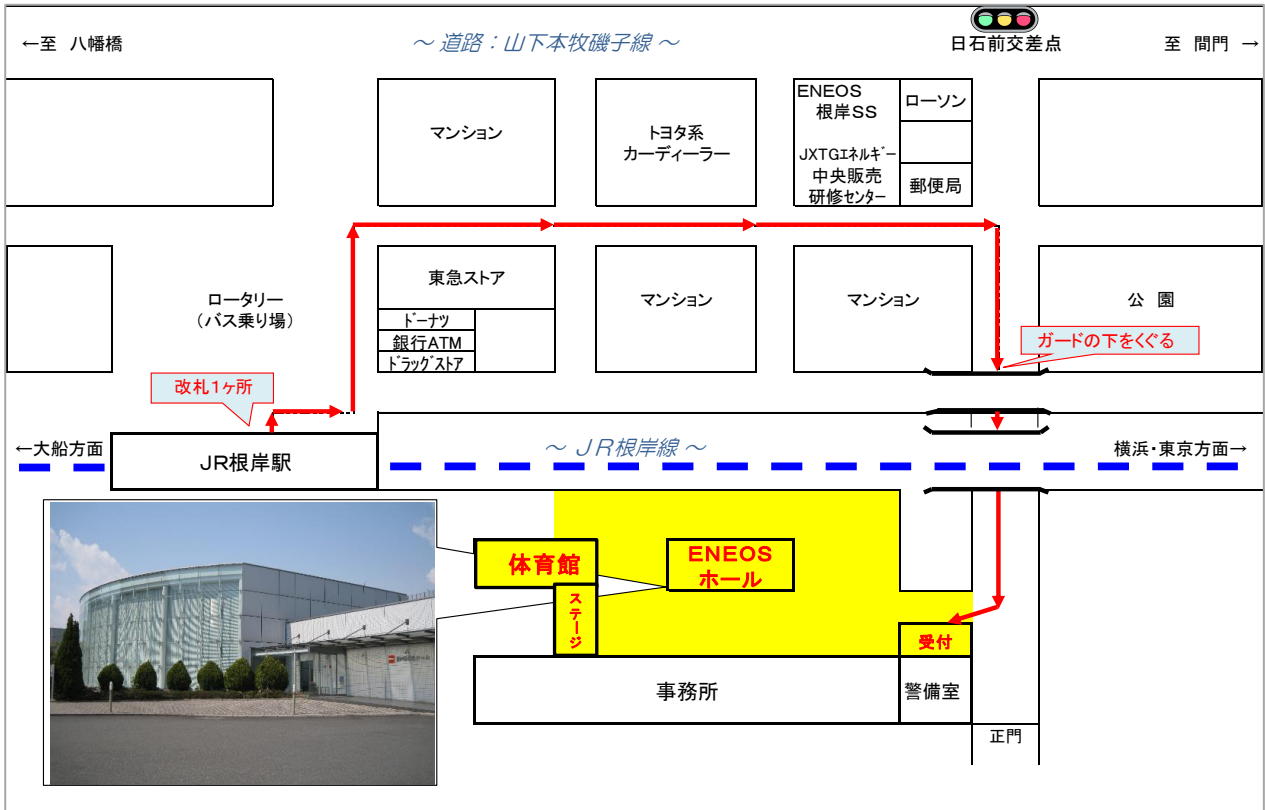 ←至 八幡橋
～ 道路：山下本牧磯子線 ～
日石前交差点
至 間門 →
マンション
トヨタ系
カーディーラー
ENEOS
根岸SS
JXTGエネルギー
中央販売
研修センター
ローソン
郵便局
ロータリー
（バス乗り場）
東急ストア
ドーナツ
銀行ATM
ドラッグストア
マンション
マンション
公 園
ガードの下をくぐる
改札1ヶ所
←大船方面
JR根岸駅
～ JR根岸線 ～
横浜・東京方面→
体育館
ENEOS
ホール
ステージ
受付
事務所
警備室
正門